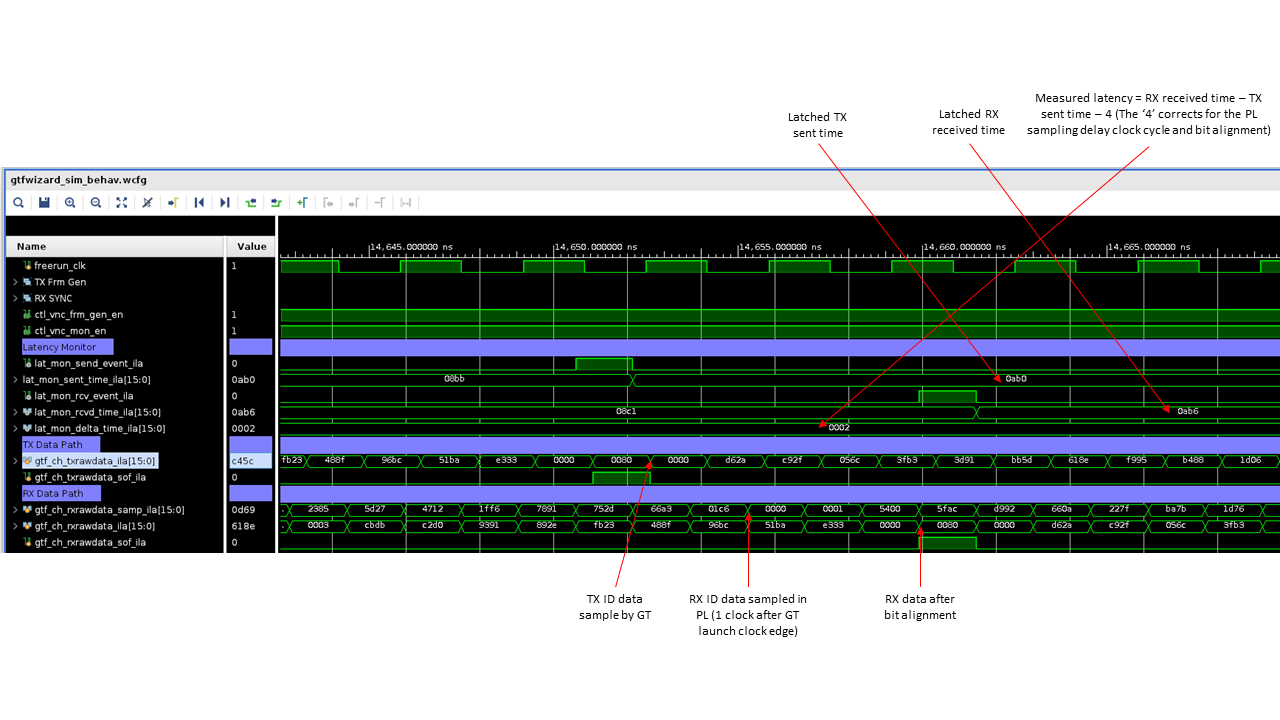 Measured latency = RX received time – TX
sent time – 4 (The ‘4’ corrects for the PL
sampling delay clock cycle and bit alignment)
Latched TX
sent time
Latched RX
received time
gtfwizard_sim_behav.wcfg
Name Value
14,645.000000 ns 14,650.000000 ns 14,655.000000 ns 14,660.000000 ns 14,665.000000 ns
freerun_clk 1
TX Frm Gen
RX SYNC
ctl_vnc_frm_gen_en 1
ctl_vnc_mon_en 1
Latency Monitor
lat_mon_send_event_ila 0
lat_mon_sent_time_ila[15:0] 0ab0 08bb 0ab0
lat_mon_rcv_event_ila 0
lat_mon_rcvd_time_ila[15:0] 0ab6 08c1 0ab6
lat_mon_delta_time_ila[15:0] 0002 0002
TX Data Path
gtf_ch_txrawdata_ila[15:0] c45c fb23 488f 96bc 51ba e333 0000 0080 0000 d62a c92f 056c 3fb3 3d91 bb5d 618e f995 b488 1d06
gtf_ch_txrawdata_sof_ila 0
RX Data Path
gtf_ch_rxrawdata_samp_ila[15:0] 0d69 2385 5d27 4712 1ff6 7891 752d 66a3 01c6 0000 0001 5400 5fac d992 660a 227f ba7b 1d76
gtf_ch_rxrawdata_ila[15:0] 618e 0003 cbdb c2d0 9391 892e fb23 488f 96bc 51ba e333 0000 0080 0000 d62a c92f 056c 3fb3
gtf_ch_rxrawdata_sof_ila 0
TX ID data
sample by GT
RX ID data sampled in
PL (1 clock after GT
launch clock edge)
RX data after
bit alignment